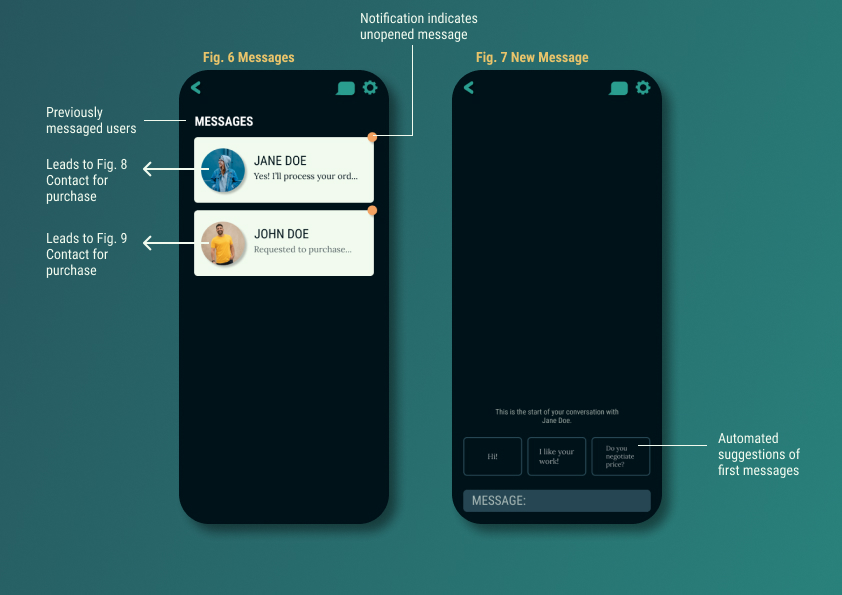 Notification indicates
unopened message
Fig. 6 Messages
Fig. 7 New Message
Previously
messaged users
MESSAGES
Leads to Fig. 8
Contact for
purchase
JANE DOE
Yes! I'll process your ord...
Leads to Fig. 9
Contact for
purchase
JOHN DOE
Requested to purchase...
This is the start of your conversation with
Jane Doe.
Hi!
I like your
work!
Do you
negotiate
price?
Automated
suggestions of
first messages
MESSAGE: